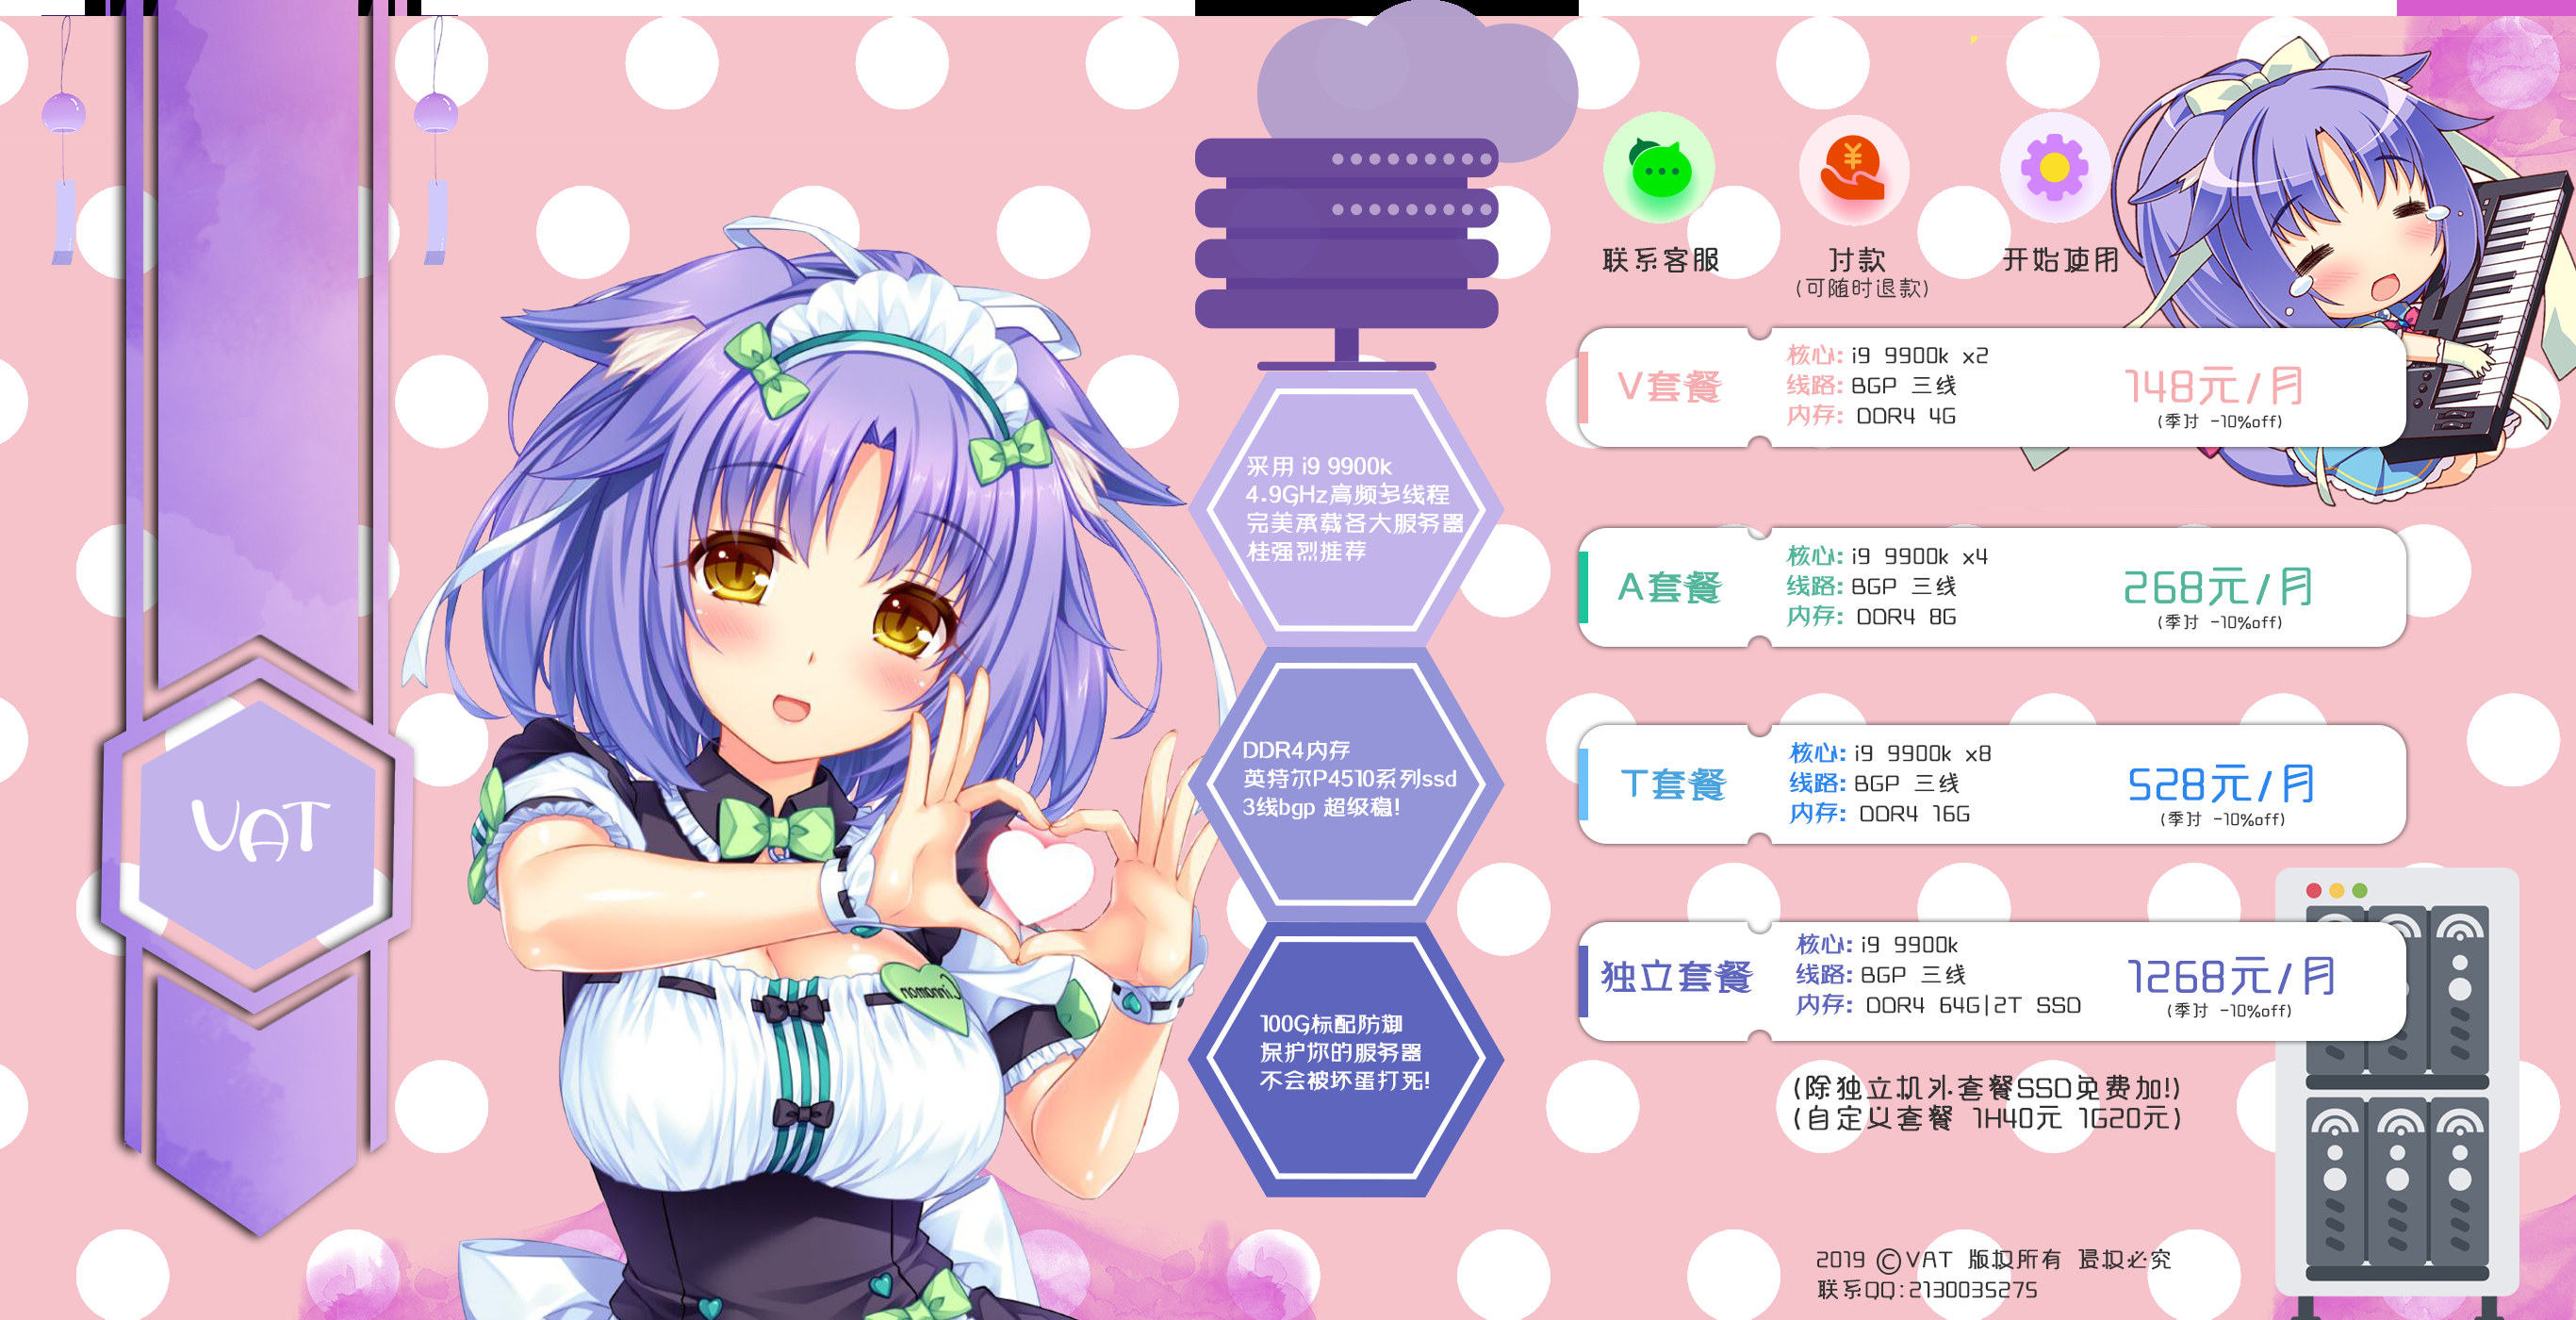 VAT
Cinnamon
采用 i9 9900k
4.9GHz高频多线程
完美承载各大服务器
桂强烈推荐
DDR4内存
英特尔P4510系列ssd
3线bgp 超级稳!
100G标配防御
保护你的服务器
不会被坏蛋打死!
联系客服
付款
(可随时退款)
开始使用
V套餐
核心: i9 9900k x2
线路: BGP 三线
内存: DDR4 4G
148元/月
(季付 -10%off)
A套餐
核心: i9 9900k x4
线路: BGP 三线
内存: DDR4 8G
268元/月
(季付 -10%off)
T套餐
核心: i9 9900k x8
线路: BGP 三线
内存: DDR4 16G
528元/月
(季付 -10%off)
独立套餐
核心: i9 9900k
线路: BGP 三线
内存: DDR4 64G|2T SSD
1268元/月
(季付 -10%off)
(除独立机外套餐SSD免费加!)
(自定义套餐 1H40元 1G20元)
2019 ©VAT 版权所有 侵权必究
联系QQ:2130035275